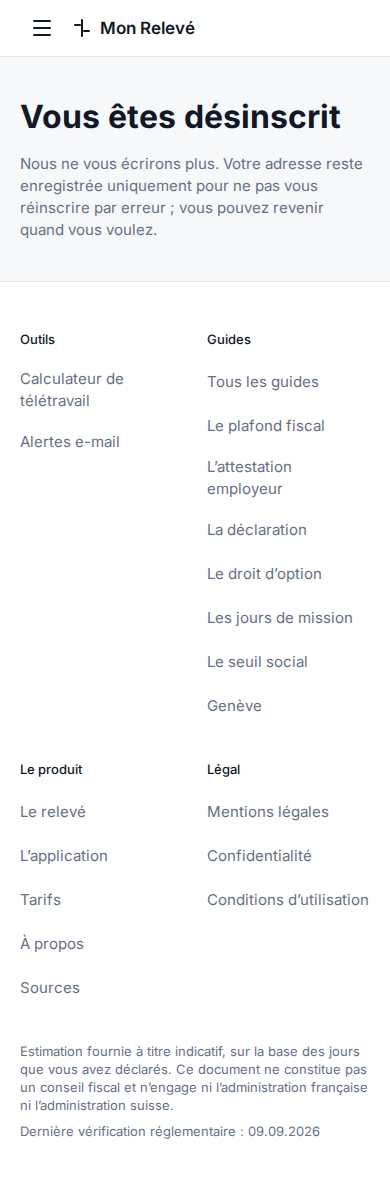 Mon Relevé
Vous êtes désinscrit
Nous ne vous écrirons plus. Votre adresse reste
enregistrée uniquement pour ne pas vous
réinscrire par erreur ; vous pouvez revenir
quand vous voulez.
Outils
Calculateur de
télétravail
Alertes e-mail
Guides
Tous les guides
Le plafond fiscal
L’attestation
employeur
La déclaration
Le droit d’option
Les jours de mission
Le seuil social
Genève
Le produit
Le relevé
L’application
Tarifs
À propos
Sources
Légal
Mentions légales
Confidentialité
Conditions d’utilisation
Estimation fournie à titre indicatif, sur la base des jours
que vous avez déclarés. Ce document ne constitue pas
un conseil fiscal et n’engage ni l’administration française
ni l’administration suisse.
Dernière vérification réglementaire : 09.09.2026